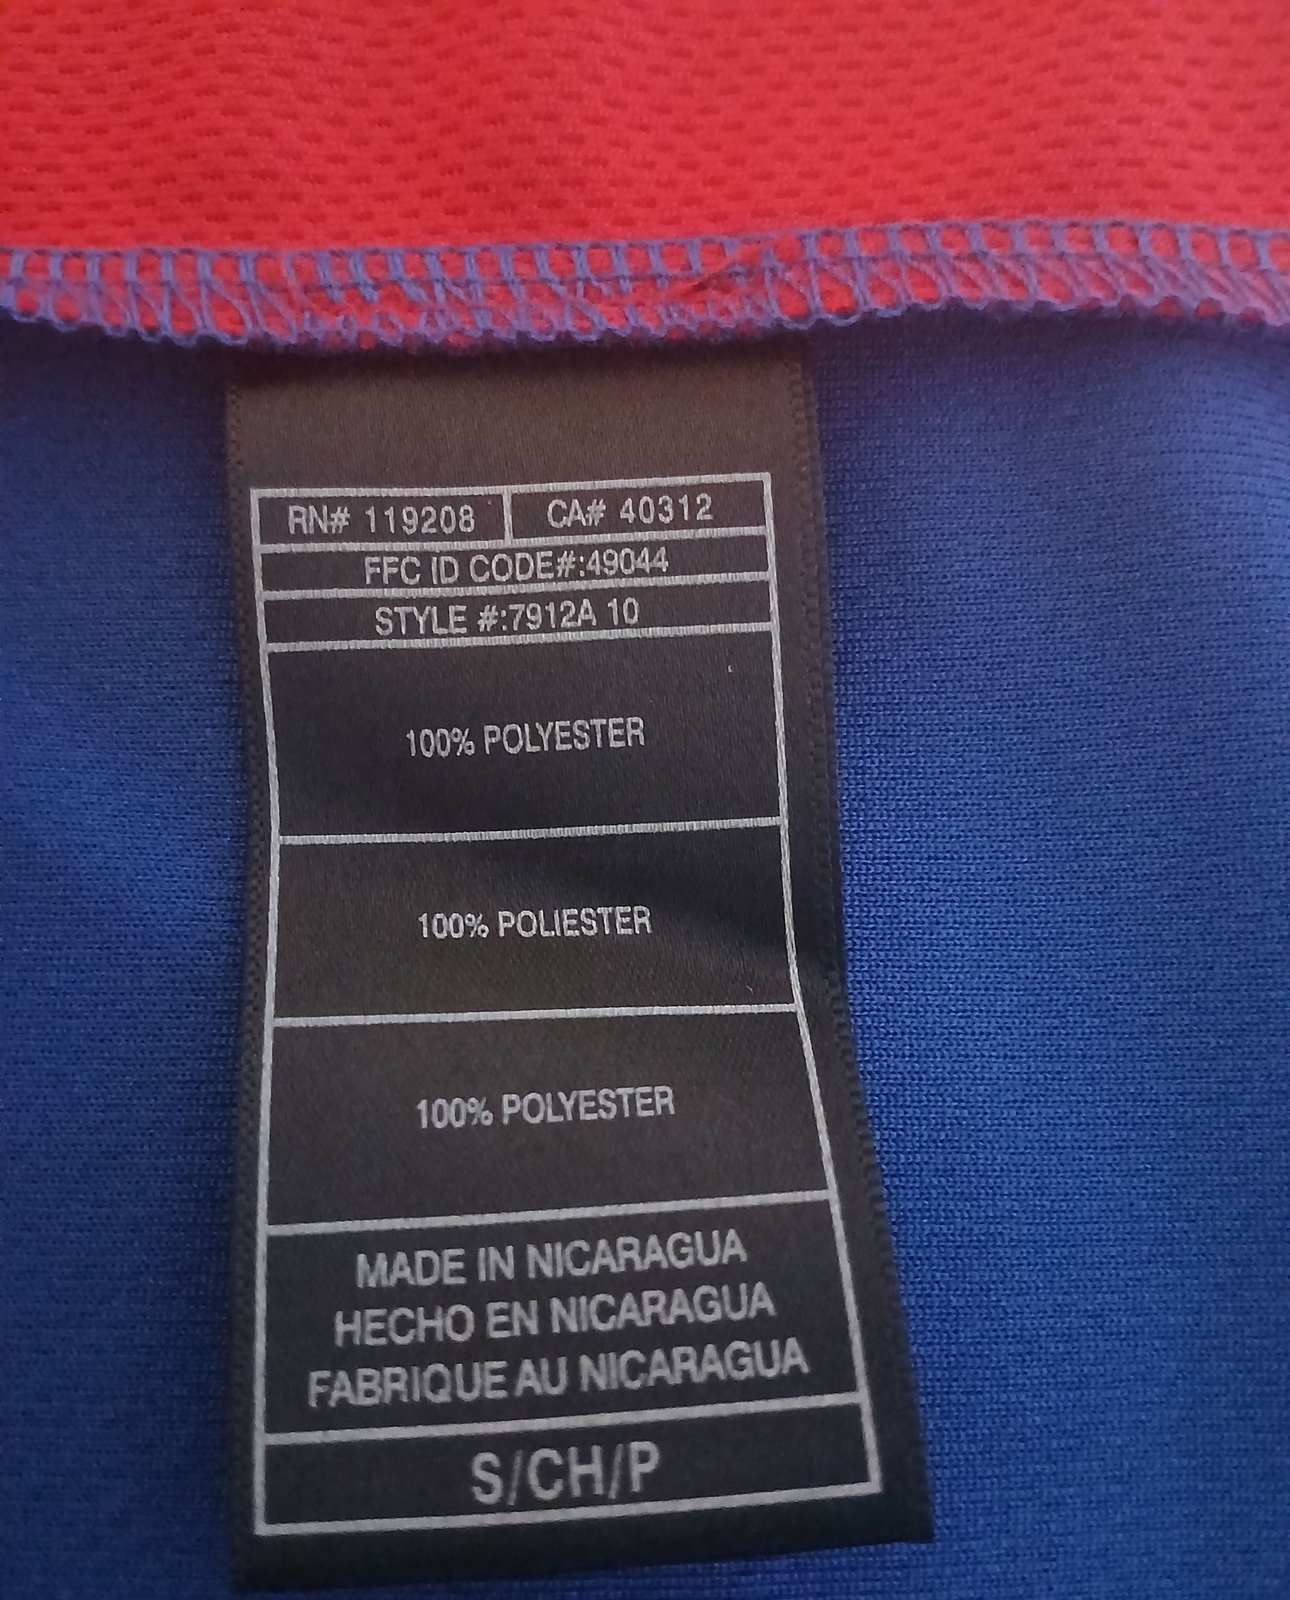 RN# 119208 CA# 40312
FFC ID CODE#:49044
STYLE #:7912A 10
100% POLYESTER
100% POLIESTER
100% POLYESTER
MADE IN NICARAGUA
HECHO EN NICARAGUA
FABRIQUE AU NICARAGUA
S/CH/P